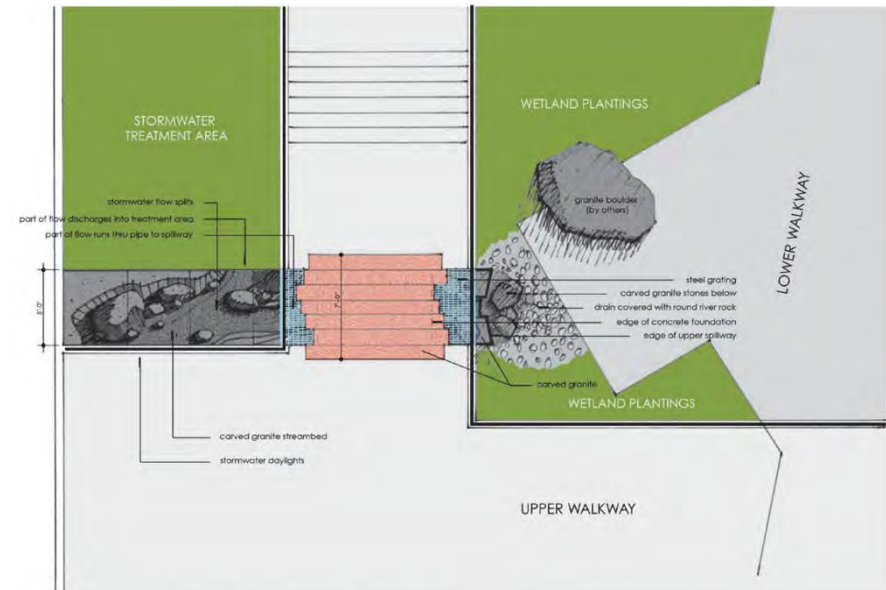 STORMWATER
TREATMENT AREA
WETLAND PLANTINGS
granite boulder
(by others)
LOWER WALKWAY
stormwater flow splits
part of flow discharges into treatment area
part of flow runs thru pipe to spillway
7'-0"
steel grating
carved granite stones below
drain covered with round river rock
edge of concrete foundation
edge of upper spillway
carved granite
WETLAND PLANTINGS
carved granite streambed
stormwater daylights
UPPER WALKWAY